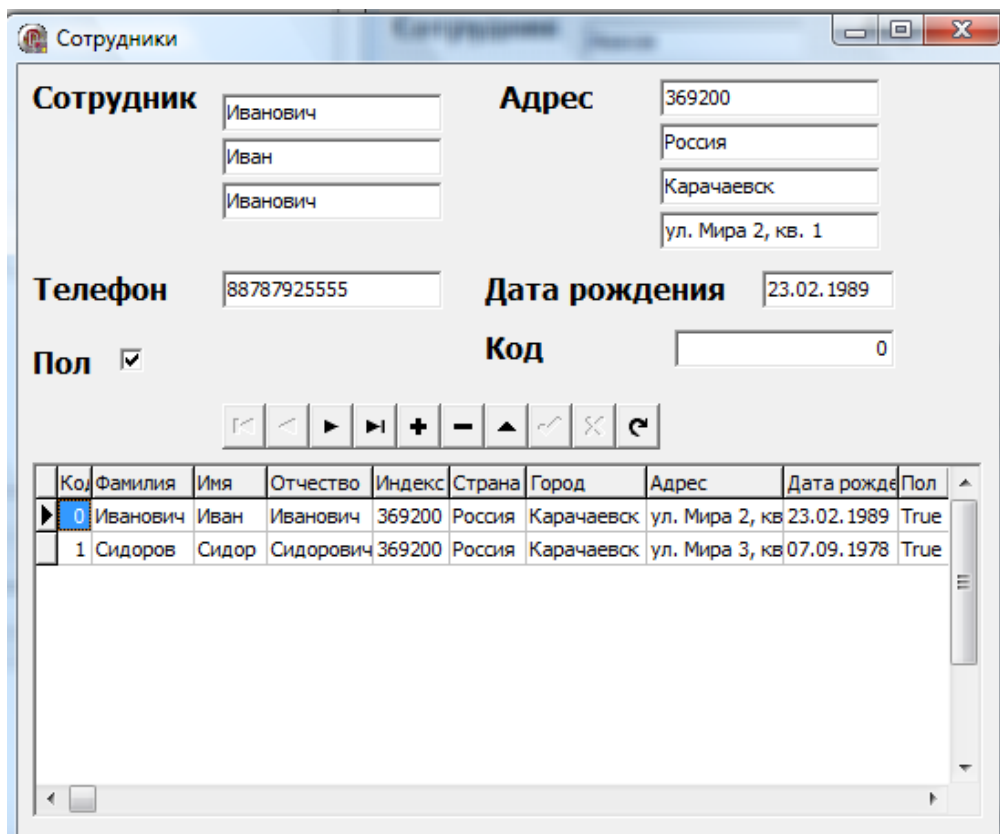 Сотрудники
Сотрудник
Иванович
Иван
Иванович
Адрес
369200
Россия
Карачаевск
ул. Мира 2, кв. 1
Телефон 88787925555
Дата рождения 23.02.1989
Пол
Код 0
Код Фамилия Имя Отчество Индекс Страна Город Адрес Дата рожде Пол
0 Иванович Иван Иванович 369200 Россия Карачаевск ул. Мира 2, кв 23.02.1989 True
1 Сидоров Сидор Сидорович 369200 Россия Карачаевск ул. Мира 3, кв 07.09.1978 True